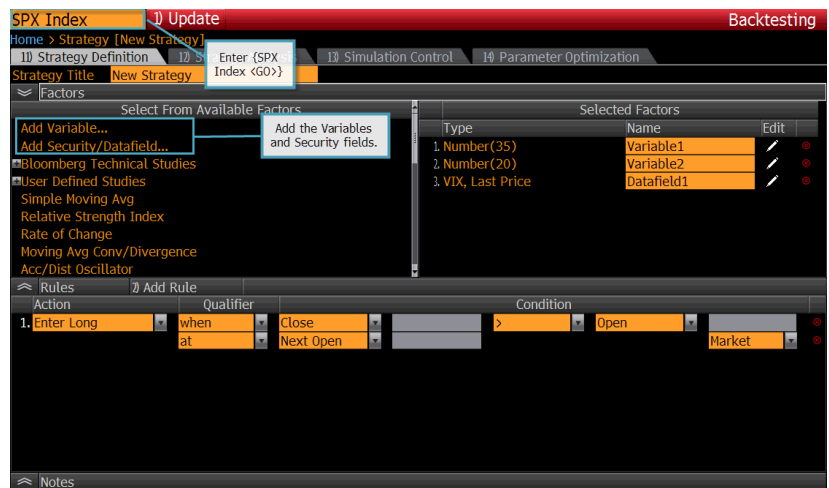 SPX Index 1) Update Backtesting
Home > Strategy [New Strategy]
11) Strategy Definition 12) 13) Simulation Control 14) Parameter Optimization
Enter {SPX
Index <GO>}
Strategy Title New Strategy
Factors
Select From Available Factors Selected Factors
Add Variable...
Add Security/Datafield...
Bloomberg Technical Studies
User Defined Studies
Simple Moving Avg
Relative Strength Index
Rate of Change
Moving Avg Conv/Divergence
Acc/Dist Oscillator
Add the Variables
and Security fields.
Type Name Edit
1. Number(35) Variable1
2. Number(20) Variable2
3. VIX, Last Price Datafield1
Rules 2) Add Rule
Action Qualifier Condition
1. Enter Long when Close > Open
at Next Open Market
Notes